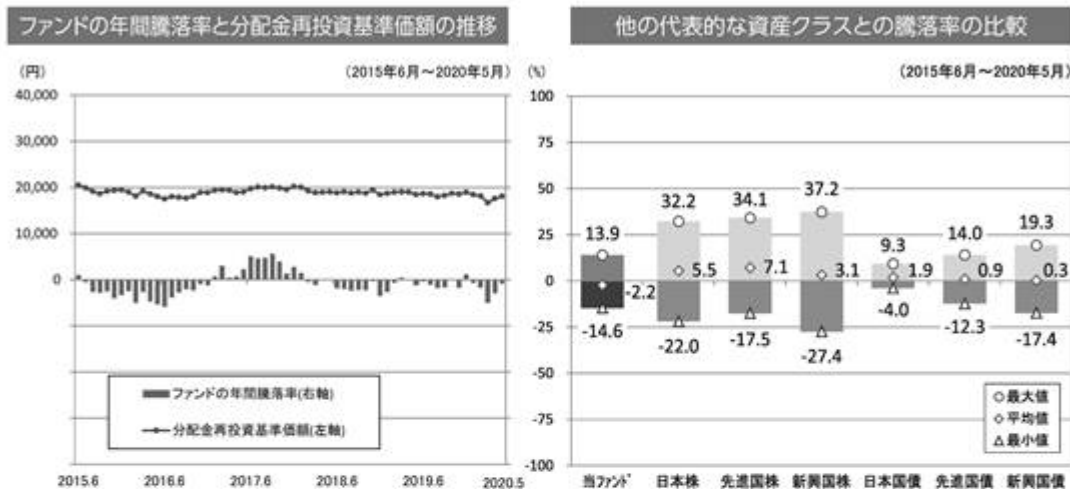 ファンドの年間騰落率と分配金再投資基準価額の推移
(円)
(2015年6月～2020年5月)
40,000
30,000
20,000
10,000
0
ファンドの年間騰落率(右軸)
分配金再投資基準価額(左軸)
2015.6 2016.6 2017.6 2018.6 2019.6 2020.5
他の代表的な資産クラスとの騰落率の比較
(%)
(2015年6月～2020年5月)
100
75
50
25
0
-25
-50
-75
-100
13.9 32.2 34.1 37.2 9.3 14.0 19.3
-2.2 5.5 7.1 3.1 1.9 0.9 0.3
-14.6 -22.0 -17.5 -27.4 -4.0 -12.3 -17.4
最大値
平均値
最小値
当ファンド 日本株 先進国株 新興国株 日本国債 先進国債 新興国債